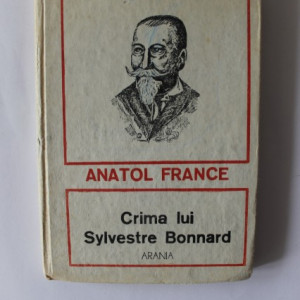 ANATOL FRANCE
Crima lui
Sylvestre Bonnard
ARANIA